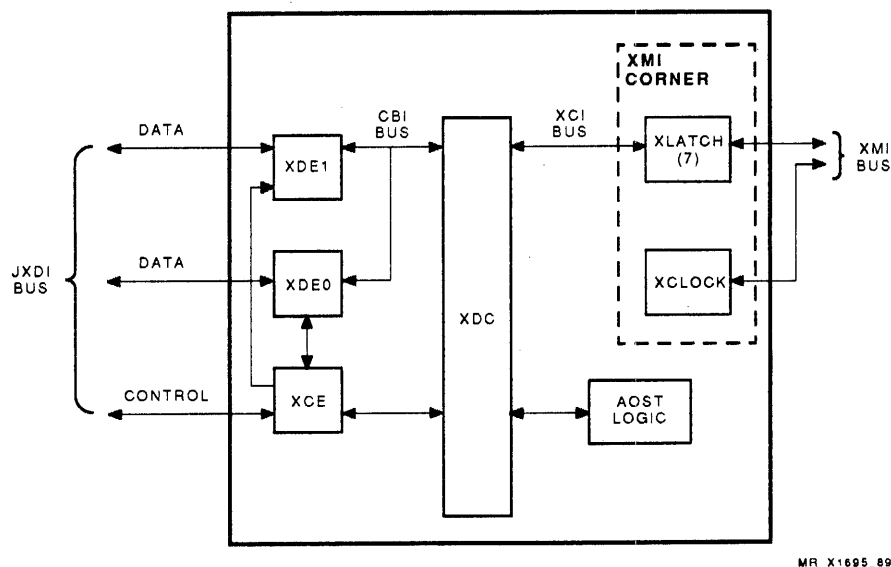 XMI
CORNER
DATA
CBI
BUS
XCI
BUS
XDE1
XLATCH
(7)
XMI
BUS
JXDI
BUS
DATA
XDE0
XDC
XCLOCK
CONTROL
XCE
AOST
LOGIC
MR X1695 89